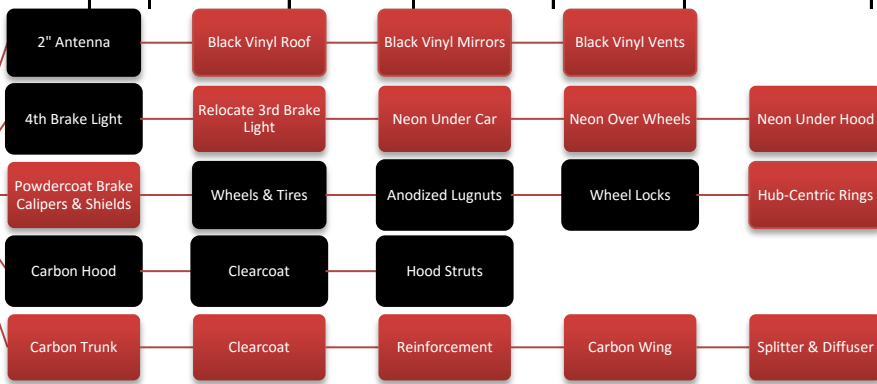 2" Antenna
Black Vinyl Roof
Black Vinyl Mirrors
Black Vinyl Vents
4th Brake Light
Relocate 3rd Brake
Light
Neon Under Car
Neon Over Wheels
Neon Under Hood
Powdercoat Brake
Calipers & Shields
Wheels & Tires
Anodized Lugnuts
Wheel Locks
Hub-Centric Rings
Carbon Hood
Clearcoat
Hood Struts
Carbon Trunk
Clearcoat
Reinforcement
Carbon Wing
Splitter & Diffuser